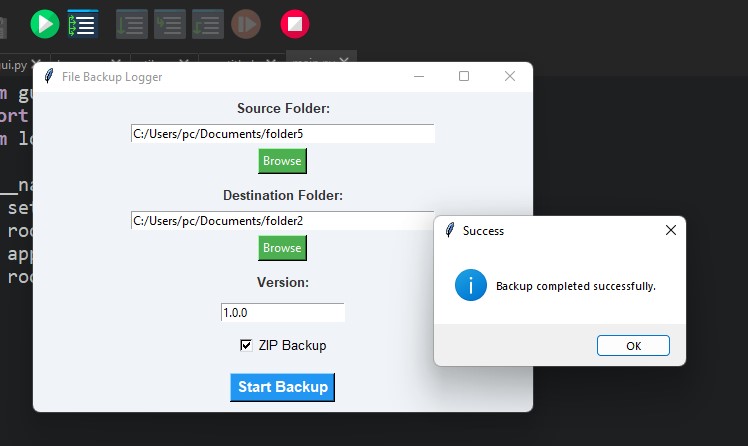 ui.py
main.py
File Backup Logger
Source Folder:
C:/Users/pc/Documents/folder5
Browse
Destination Folder:
C:/Users/pc/Documents/folder2
Browse
Version:
1.0.0
ZIP Backup
Start Backup
Success
Backup completed successfully.
OK
m gu
ort
m lo
__na
set
roo
app
roo